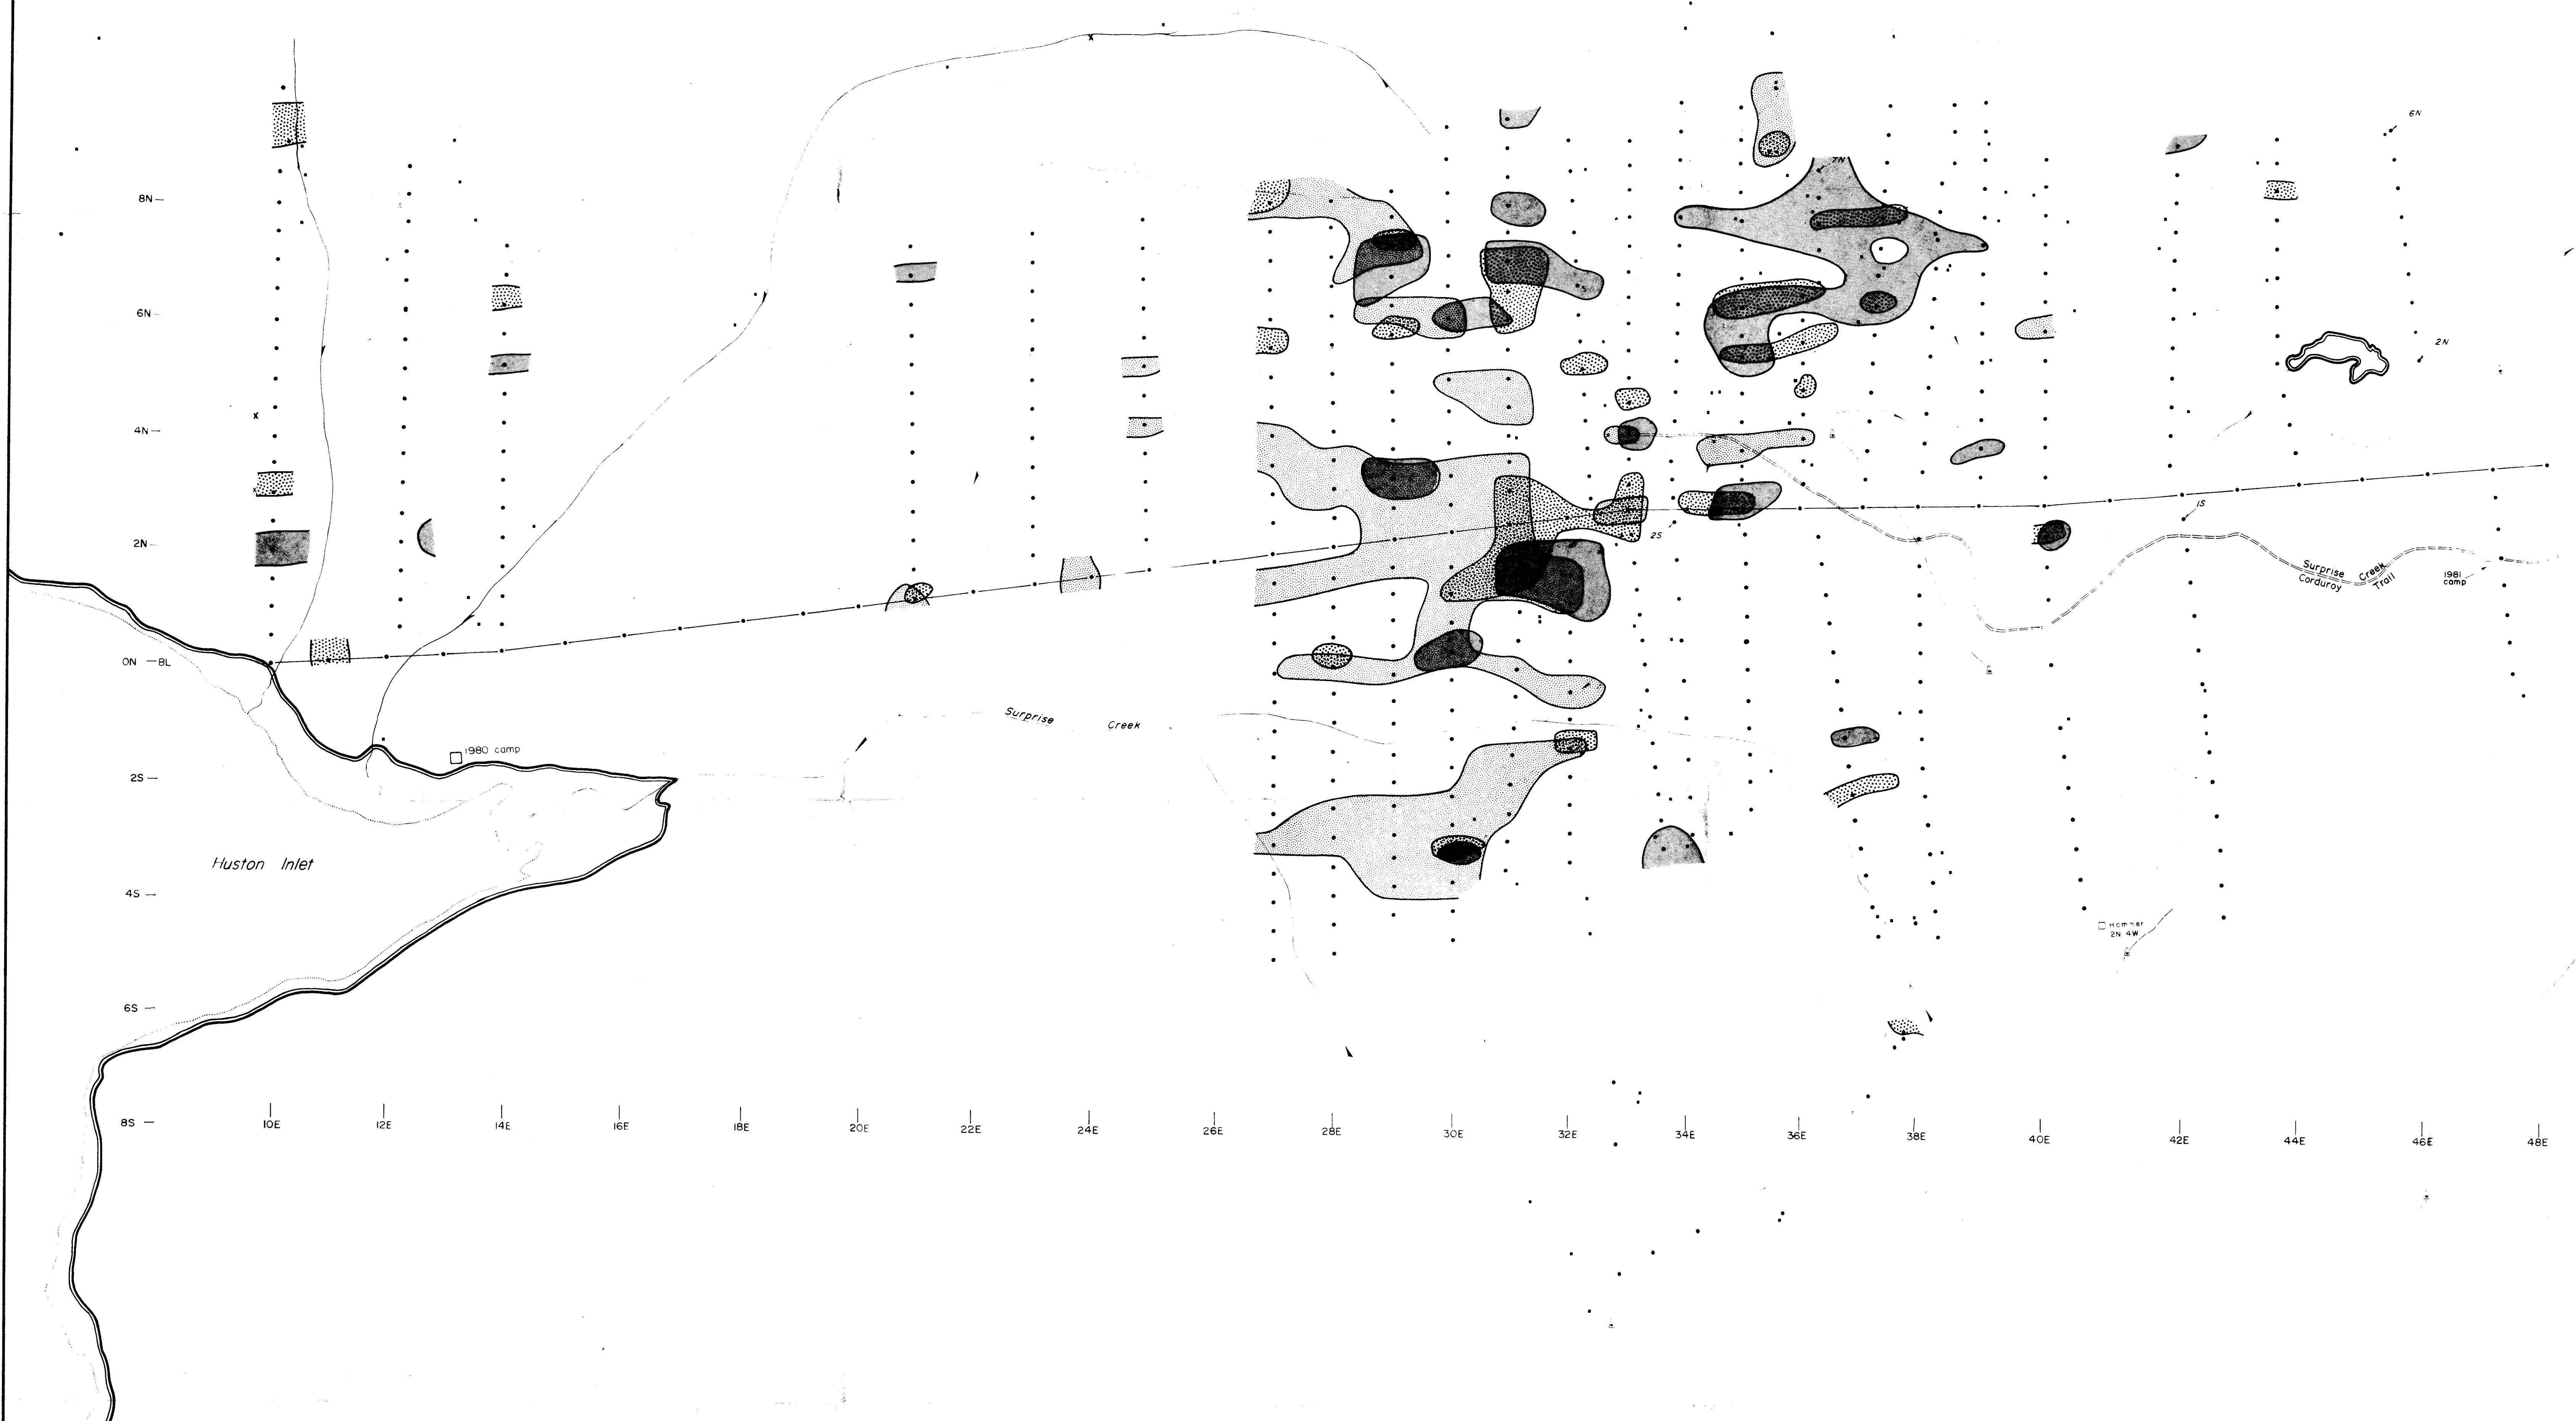 6N
7N
8N
6N
2N
4N
1S
2S
2N
Surprise Creek
Corduroy Trail
1981
camp
0N
BL
Surprise Creek
1980 camp
2S
Huston Inlet
4S
Hammer
2N 4W
6S
8S
10E
12E
14E
16E
18E
20E
22E
24E
26E
28E
30E
32E
34E
36E
38E
40E
42E
44E
46E
48E